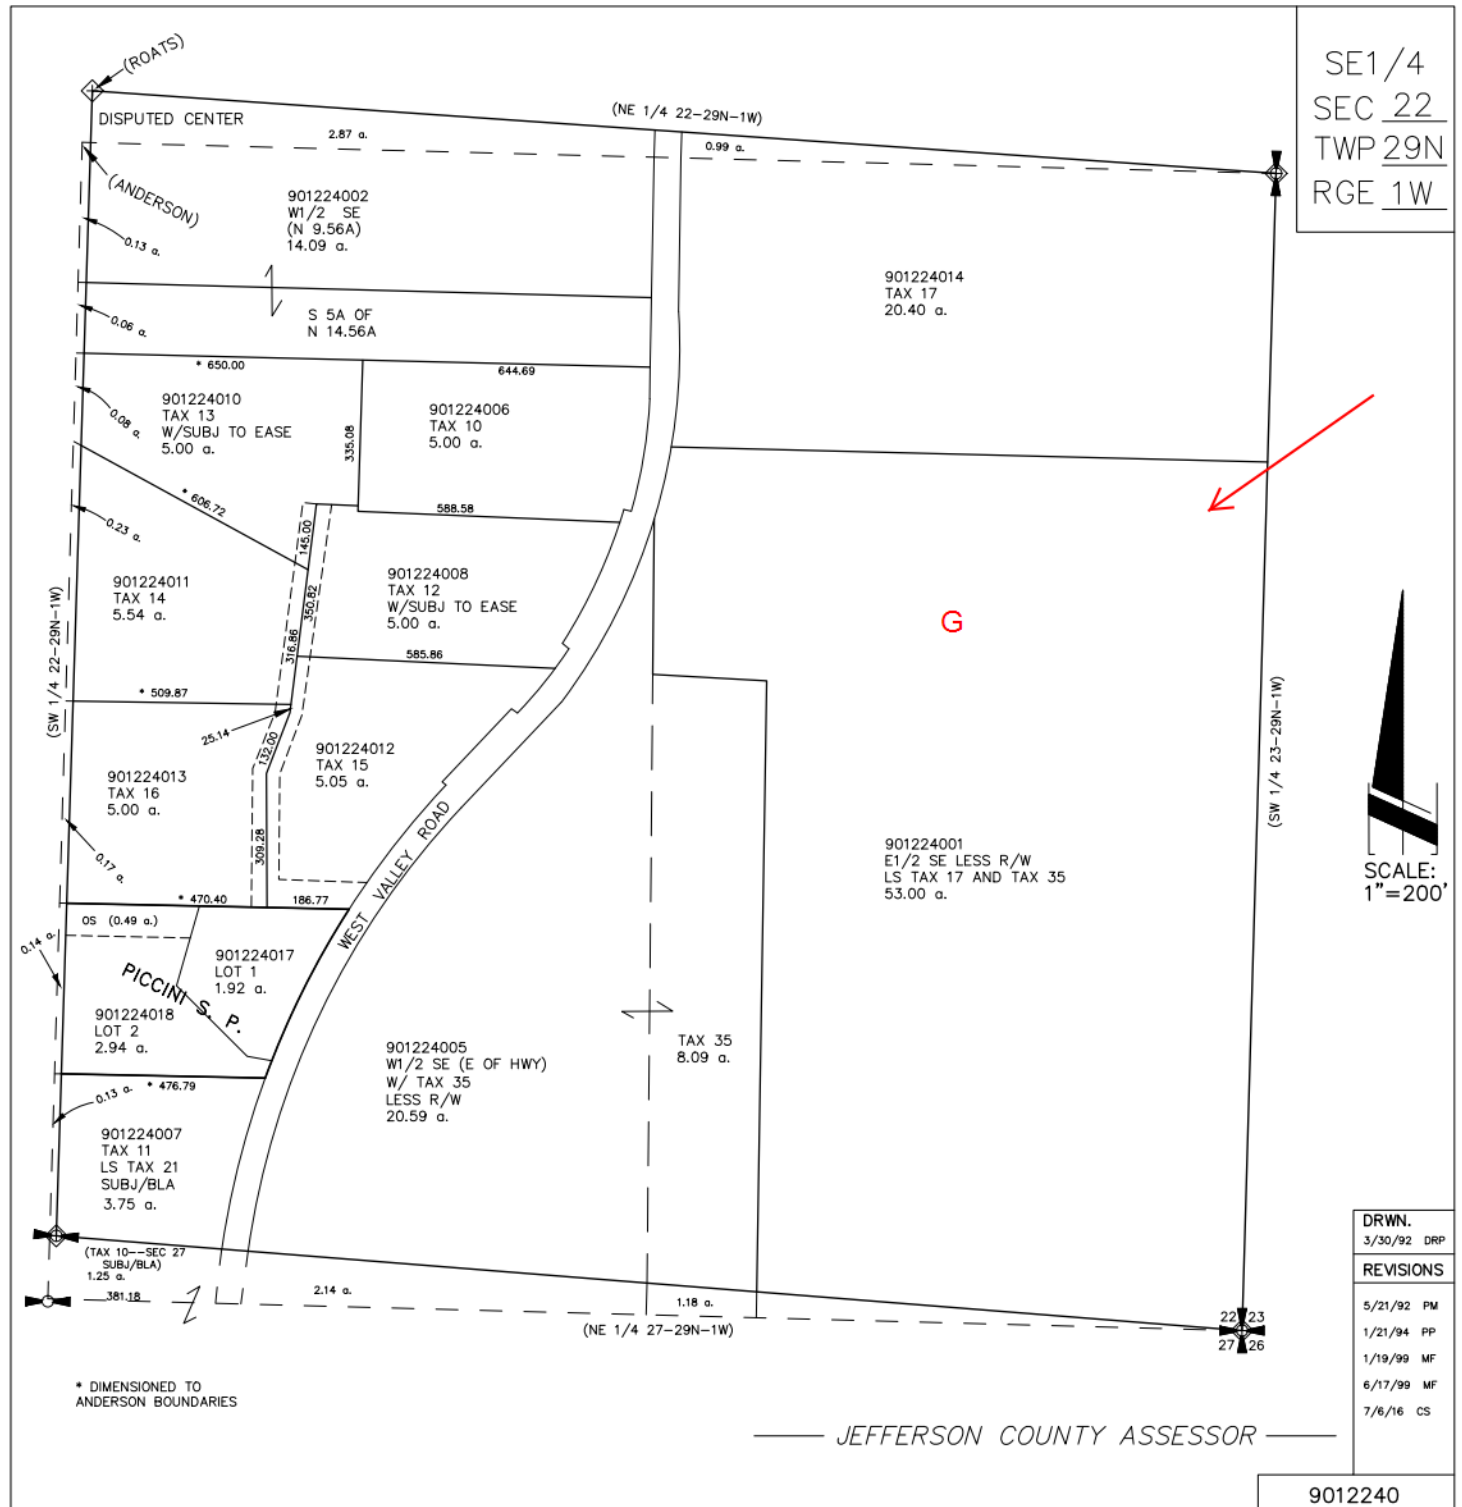 (ROATS)
DISPUTED CENTER
2.87 a.
(NE 1/4 22-29N-1W)
0.99 a.
SE1/4
SEC 22
TWP 29N
RGE 1W
(ANDERSON)
0.13 a.
901224002
W1/2 SE
(N 9.56A)
14.09 a.
0.06 a.
S 5A OF
N 14.56A
901224014
TAX 17
20.40 a.
* 650.00
644.69
0.08 a.
901224010
TAX 13
W/SUBJ TO EASE
5.00 a.
335.08
901224006
TAX 10
5.00 a.
* 606.72
588.58
0.23 a.
145.00
350.82
316.86
901224011
TAX 14
5.54 a.
901224008
TAX 12
W/SUBJ TO EASE
5.00 a.
585.86
G
(SW 1/4 22-29N-1W)
* 509.87
25.14
132.00
901224013
TAX 16
5.00 a.
901224012
TAX 15
5.05 a.
(SW 1/4 23-29N-1W)
309.28
0.17 a.
WEST VALLEY ROAD
901224001
E1/2 SE LESS R/W
LS TAX 17 AND TAX 35
53.00 a.
SCALE:
1"=200'
* 470.40
186.77
OS (0.49 a.)
0.14 a.
901224017
LOT 1
1.92 a.
PICCINI S. P.
901224018
LOT 2
2.94 a.
901224005
W1/2 SE (E OF HWY)
W/ TAX 35
LESS R/W
20.59 a.
TAX 35
8.09 a.
0.13 a.
* 476.79
901224007
TAX 11
LS TAX 21
SUBJ/BLA
3.75 a.
(TAX 10--SEC 27
SUBJ/BLA)
1.25 a.
381.18
2.14 a.
1.18 a.
(NE 1/4 27-29N-1W)
22 23
27 26
DRWN.
3/30/92 DRP
REVISIONS
5/21/92 PM
1/21/94 PP
1/19/99 MF
6/17/99 MF
7/6/16 CS
* DIMENSIONED TO
ANDERSON BOUNDARIES
JEFFERSON COUNTY ASSESSOR
9012240